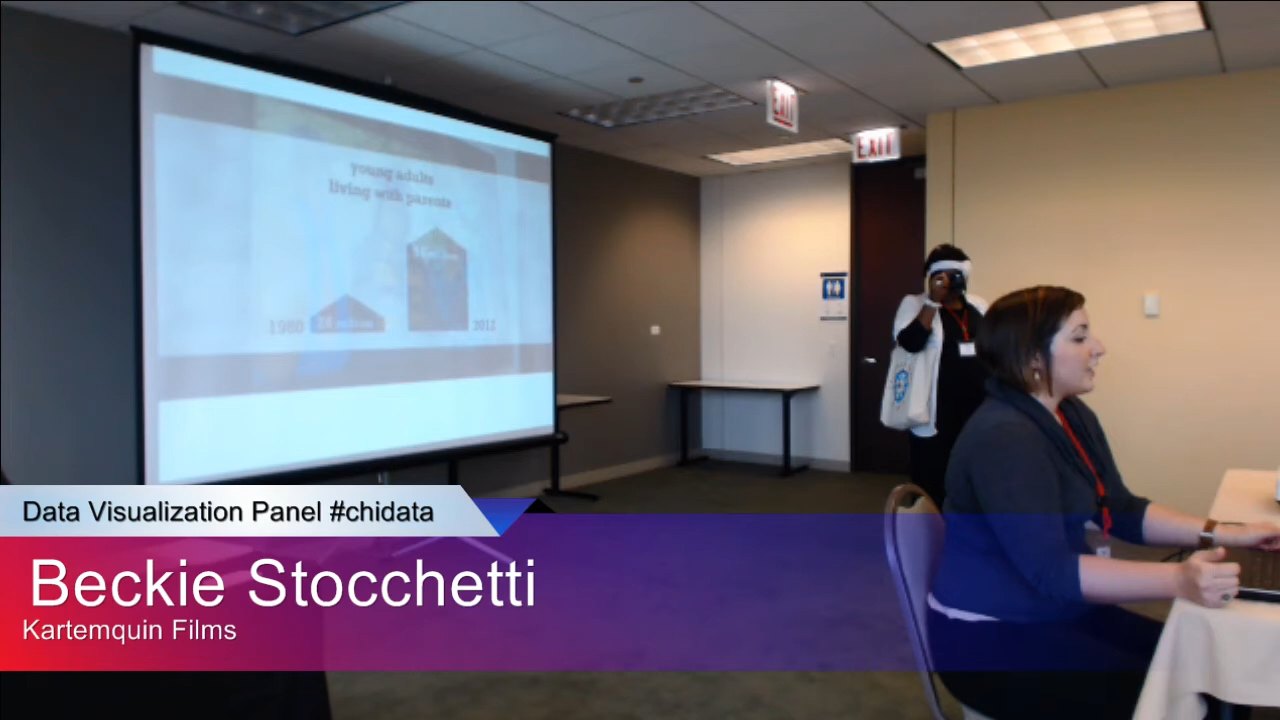 young adults
living with parents
1980
2012
EXIT
EXIT
Data Visualization Panel #chidata
Beckie Stocchetti
Kartemquin Films